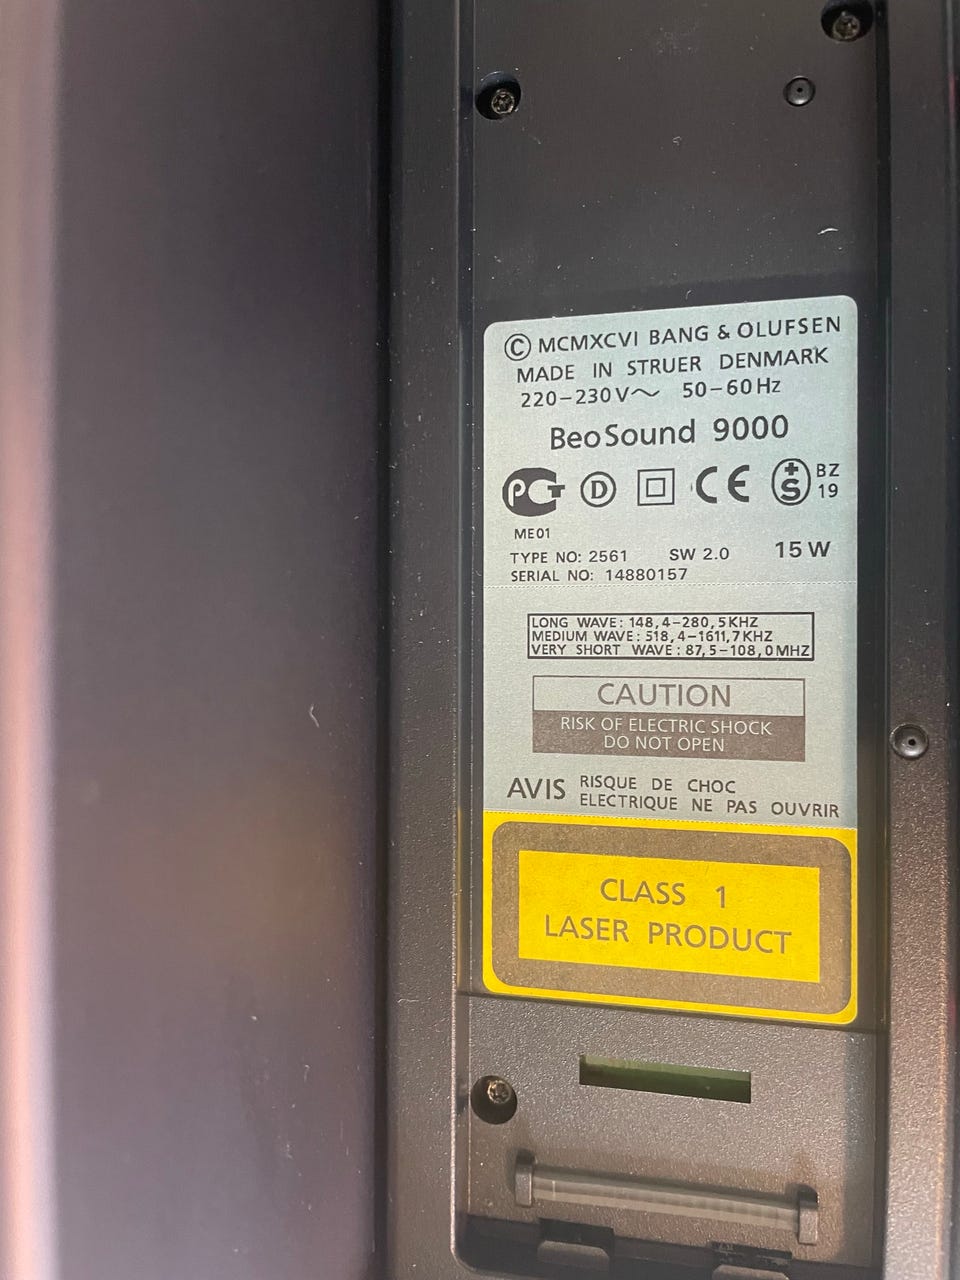 © MCMXCVI BANG & OLUFSEN
MADE IN STRUER DENMARK
220–230V~ 50–60Hz
BeoSound 9000
PCT D CE S BZ 19
ME01
TYPE NO: 2561 SW 2.0 15W
SERIAL NO: 14880157
LONG WAVE: 148,4–280,5KHZ
MEDIUM WAVE: 518,4–1611,7KHZ
VERY SHORT WAVE: 87,5–108,0MHZ
CAUTION
RISK OF ELECTRIC SHOCK
DO NOT OPEN
AVIS RISQUE DE CHOC
ELECTRIQUE NE PAS OUVRIR
CLASS 1
LASER PRODUCT